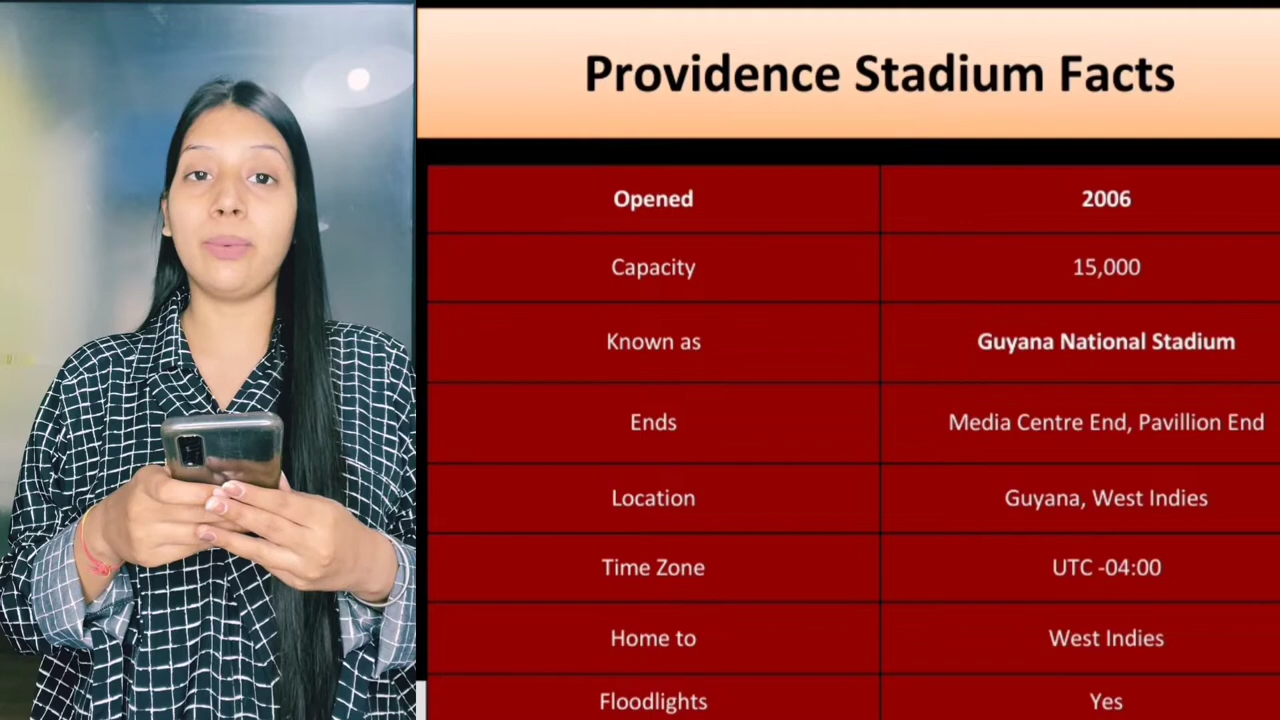 Providence Stadium Facts
Opened 2006
Capacity 15,000
Known as Guyana National Stadium
Ends Media Centre End, Pavillion End
Location Guyana, West Indies
Time Zone UTC -04:00
Home to West Indies
Floodlights Yes